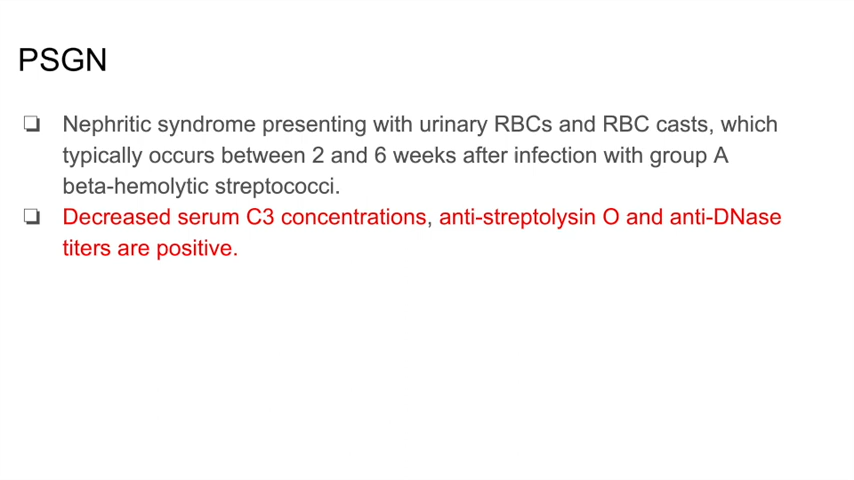 PSGN
Nephritic syndrome presenting with urinary RBCs and RBC casts, which
typically occurs between 2 and 6 weeks after infection with group A
beta-hemolytic streptococci.
Decreased serum C3 concentrations, anti-streptolysin O and anti-DNase
titers are positive.